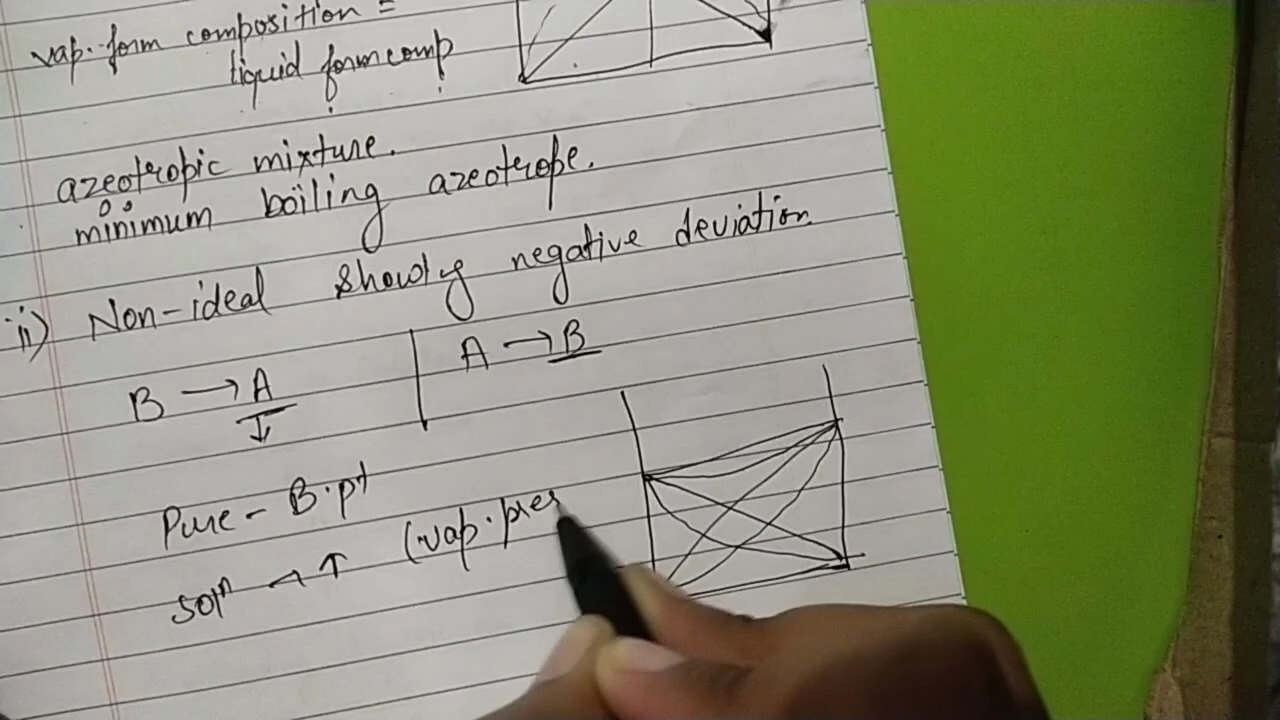 vap. form composition =
liquid form comp
azeotropic mixture.
minimum boiling azeotrope.
ii) Non-ideal showing negative deviation.
B → A
A → B
Pure - B.pt
solⁿ → ↑ (vap. pres